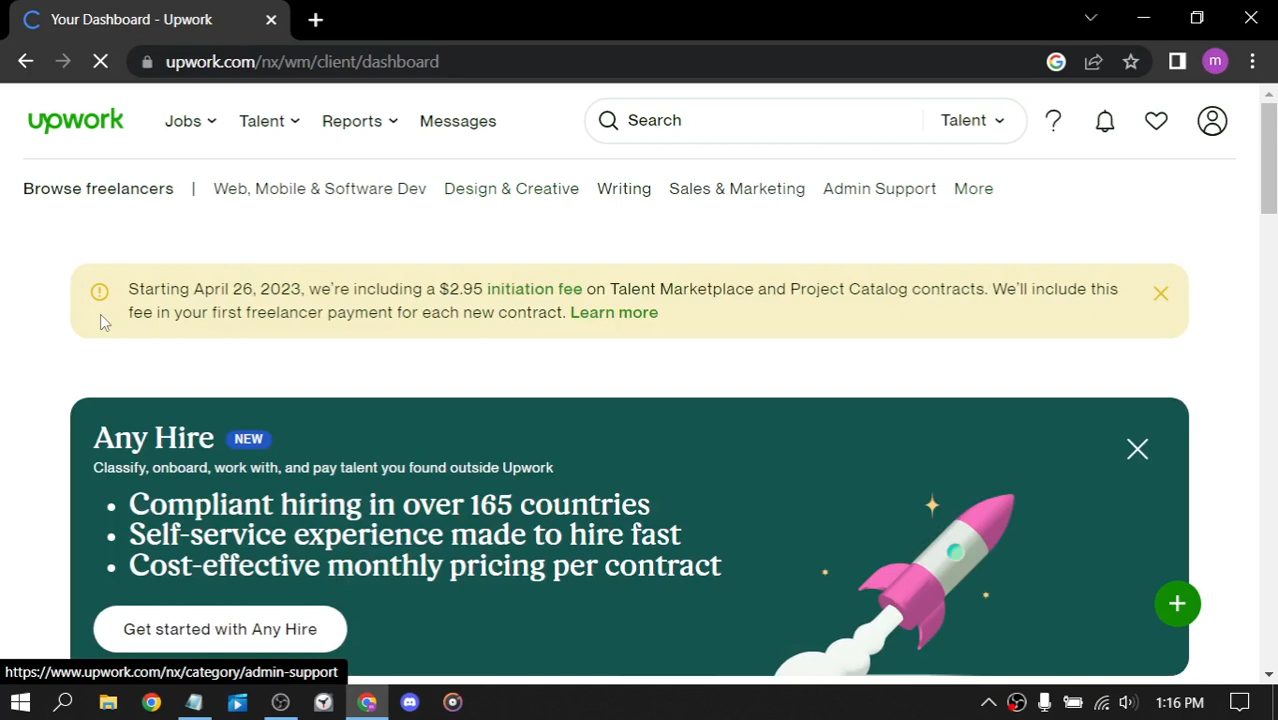 Your Dashboard - Upwork
upwork.com/nx/wm/client/dashboard
m
upwork
Jobs
Talent
Reports
Messages
Search
Talent
Browse freelancers | Web, Mobile & Software Dev Design & Creative Writing Sales & Marketing Admin Support More
Starting April 26, 2023, we're including a $2.95 initiation fee on Talent Marketplace and Project Catalog contracts. We'll include this
fee in your first freelancer payment for each new contract. Learn more
Any Hire NEW
Classify, onboard, work with, and pay talent you found outside Upwork
• Compliant hiring in over 165 countries
• Self-service experience made to hire fast
• Cost-effective monthly pricing per contract
Get started with Any Hire
https://www.upwork.com/nx/category/admin-support
1:16 PM